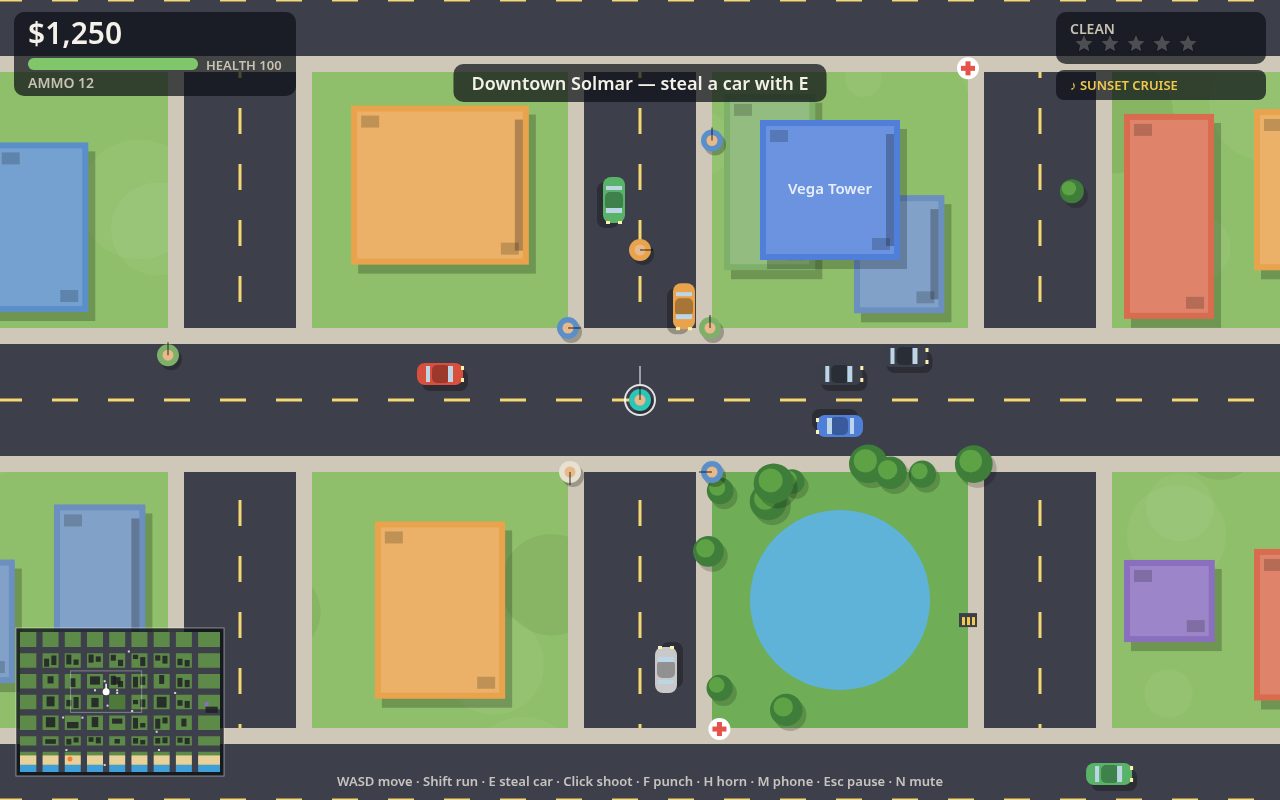 $1,250
HEALTH 100
AMMO 12
Downtown Solmar — steal a car with E
CLEAN
♪ SUNSET CRUISE
Vega Tower
WASD move · Shift run · E steal car · Click shoot · F punch · H horn · M phone · Esc pause · N mute